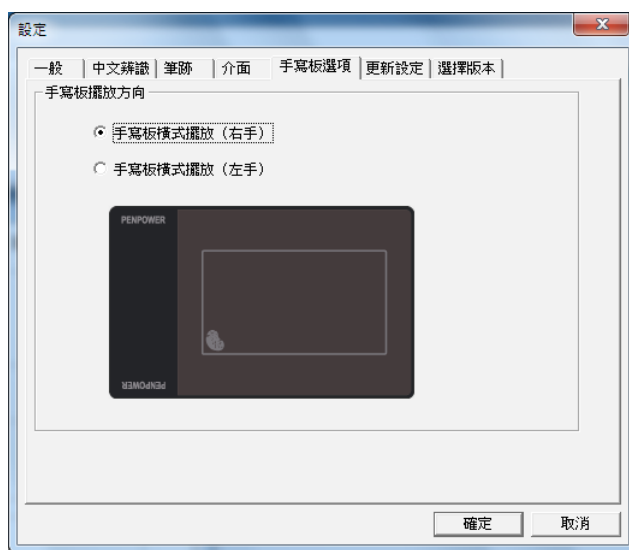 設定
一般 中文辨識 筆跡 介面 手寫板選項 更新設定 選擇版本
手寫板擺放方向
手寫板橫式擺放（右手）
手寫板橫式擺放（左手）
PENPOWER
PENPOWER
確定 取消